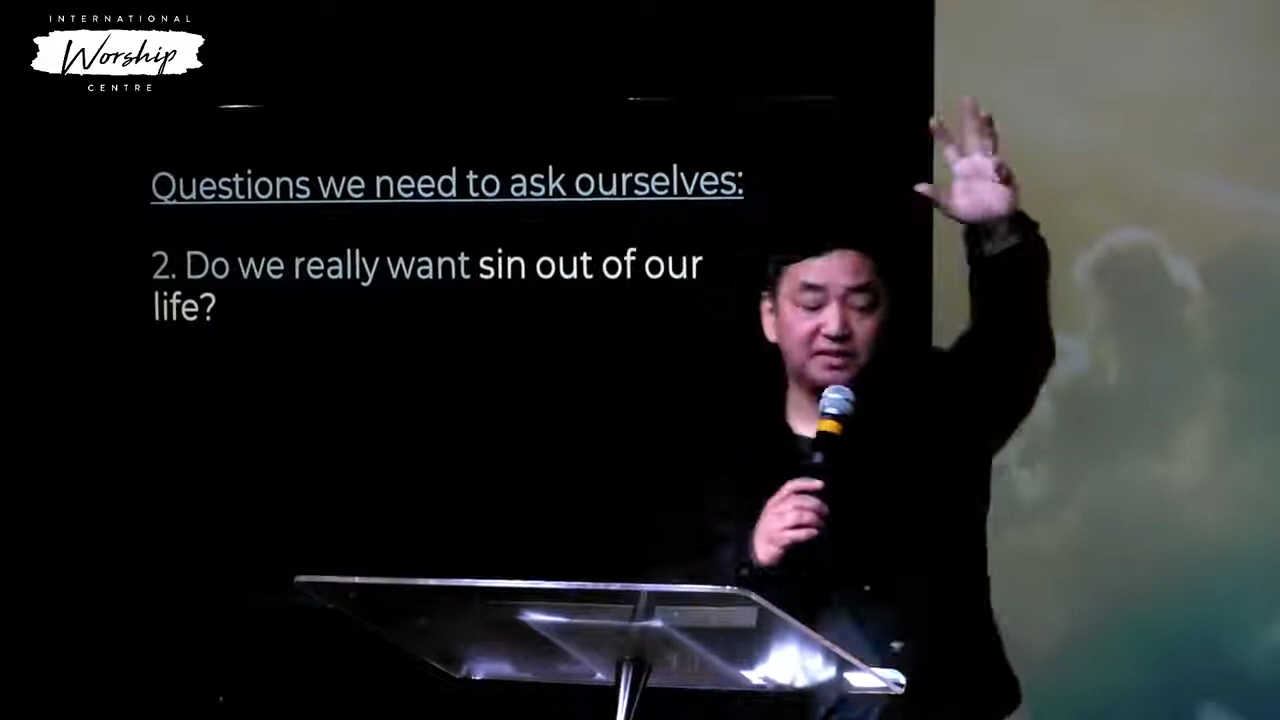 INTERNATIONAL
Worship
CENTRE
Questions we need to ask ourselves:
2. Do we really want sin out of our
life?